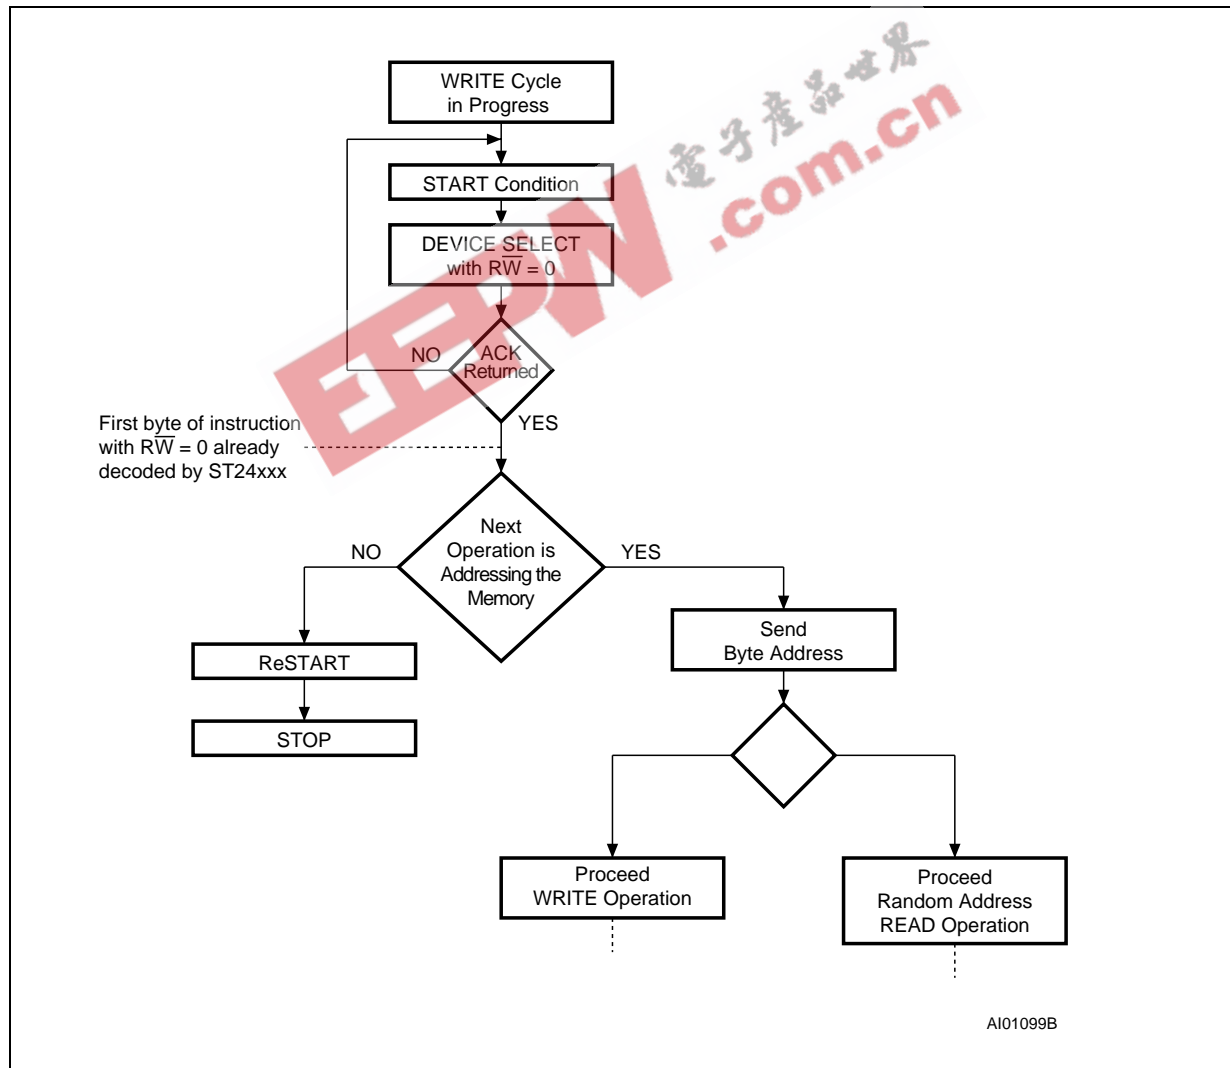 WRITE Cycle
in Progress
START Condition
DEVICE SELECT
with RW̅ = 0
ACK
Returned
NO
YES
First byte of instruction
with RW̅ = 0 already
decoded by ST24xxx
Next
Operation is
Addressing the
Memory
NO
YES
ReSTART
STOP
Send
Byte Address
Proceed
WRITE Operation
Proceed
Random Address
READ Operation
AI01099B
EEPW
電子產品世界
.com.cn